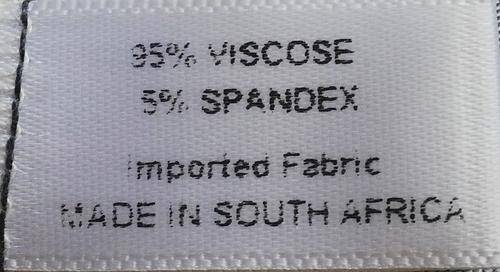 95% VISCOSE
5% SPANDEX
Imported Fabric
MADE IN SOUTH AFRICA